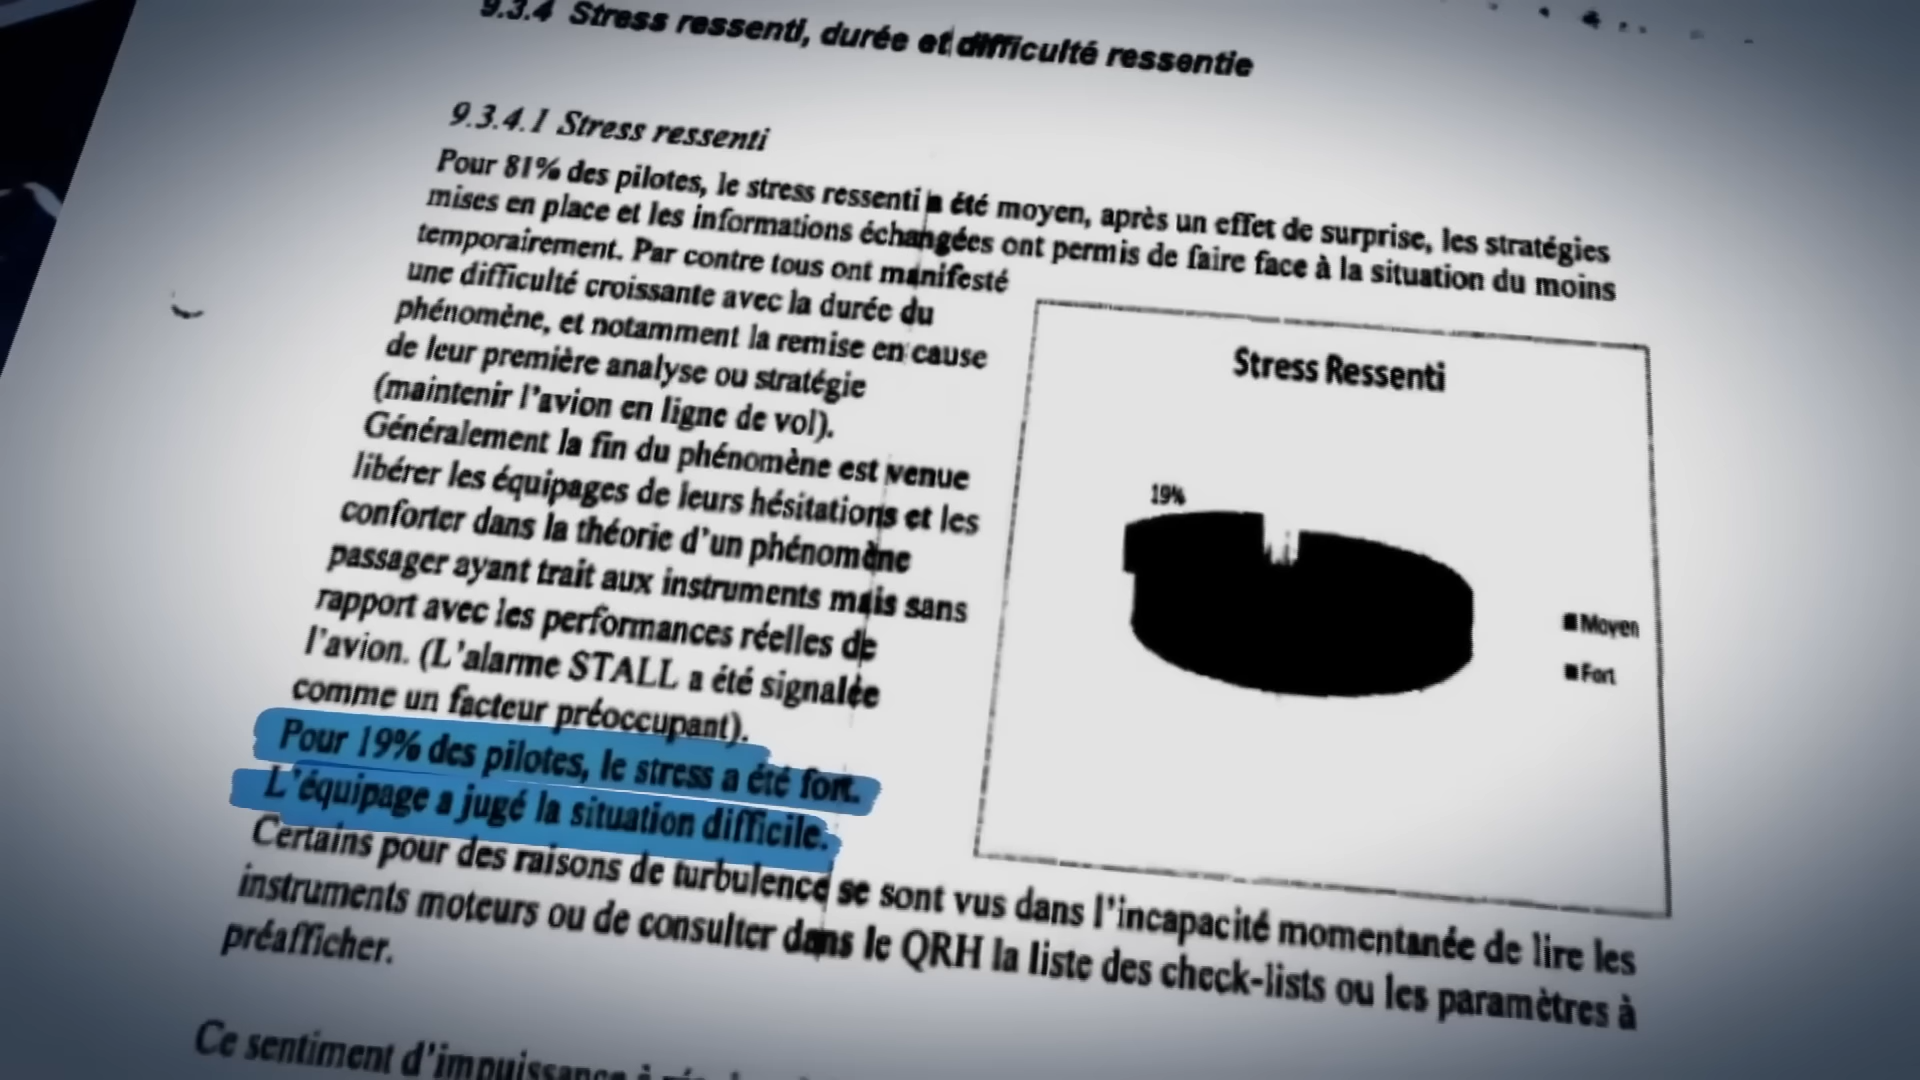 9.3.4 Stress ressenti, durée et difficulté ressentie
9.3.4.1 Stress ressenti
Pour 81% des pilotes, le stress ressenti a été moyen, après un effet de surprise, les stratégies
mises en place et les informations échangées ont permis de faire face à la situation du moins
temporairement. Par contre tous ont manifesté
une difficulté croissante avec la durée du
phénomène, et notamment la remise en cause
de leur première analyse ou stratégie
(maintenir l'avion en ligne de vol).
Généralement la fin du phénomène est venue
libérer les équipages de leurs hésitations et les
conforter dans la théorie d'un phénomène
passager ayant trait aux instruments mais sans
rapport avec les performances réelles de
l'avion. (L'alarme STALL a été signalée
comme un facteur préoccupant).
Pour 19% des pilotes, le stress a été fort.
L'équipage a jugé la situation difficile.
Certains pour des raisons de turbulence se sont vus dans l'incapacité momentanée de lire les
instruments moteurs ou de consulter dans le QRH la liste des check-lists ou les paramètres à
préafficher.
Ce sentiment d'impuissance à
Stress Ressenti
19%
Moyen
Fort